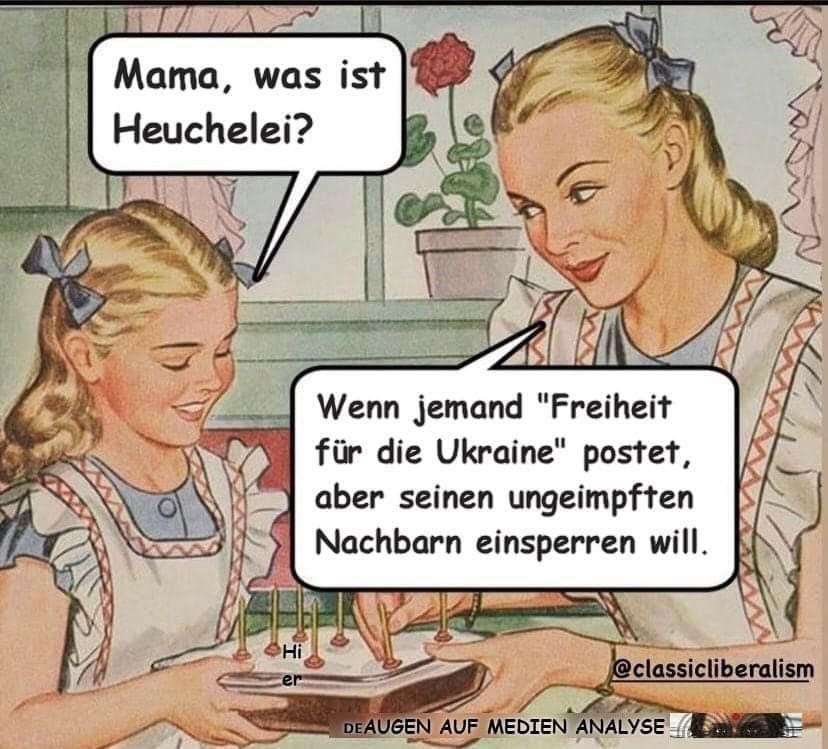 Mama, was ist
Heuchelei?
Wenn jemand "Freiheit
für die Ukraine" postet,
aber seinen ungeimpften
Nachbarn einsperren will.
Hi
er
@classicliberalism
DEAUGEN AUF MEDIEN ANALYSE